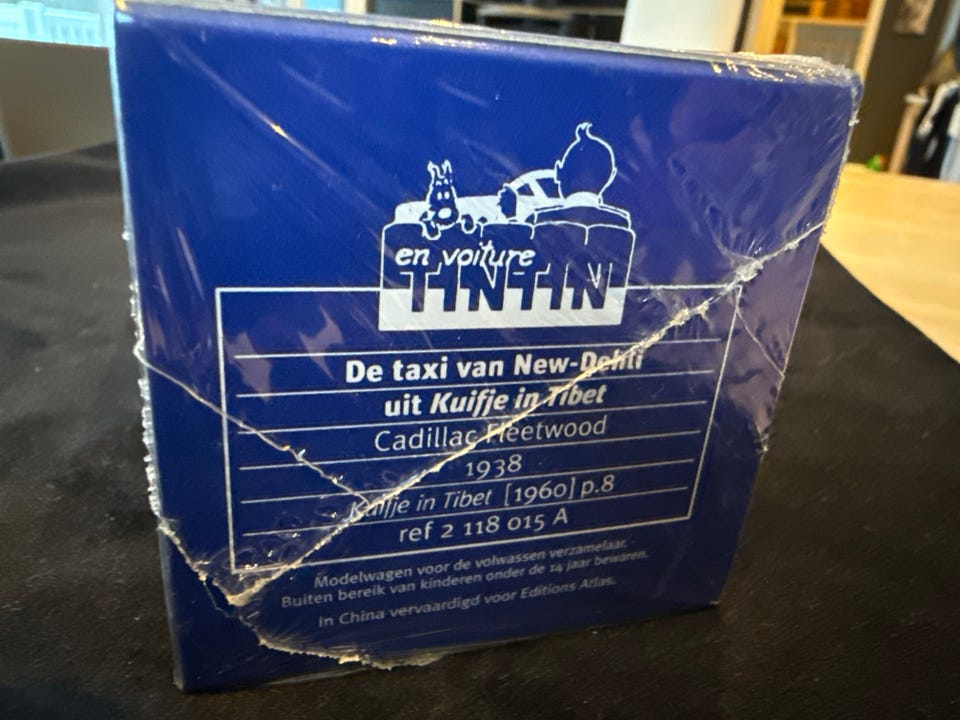 en voiture
TINTIN
De taxi van New-Dehli
uit Kuifje in Tibet
Cadillac Fleetwood
1938
Kuifje in Tibet [1960] p.8
ref 2 118 015 A
Modelwagen voor de volwassen verzamelaar.
Buiten bereik van kinderen onder de 14 jaar bewaren.
In China vervaardigd voor Editions Atlas.